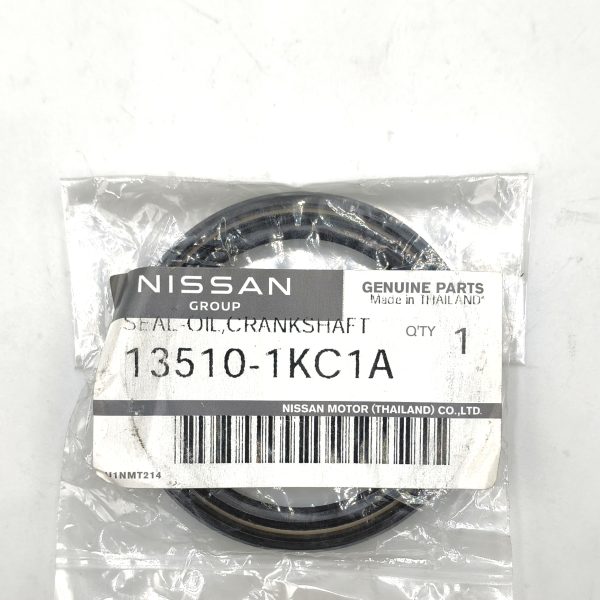 NISSAN
GROUP
GENUINE PARTS
Made in THAILAND
SEAL-OIL,CRANKSHAFT
Q'TY 1
13510-1KC1A
NISSAN MOTOR (THAILAND) CO.,LTD.
N1NMT214